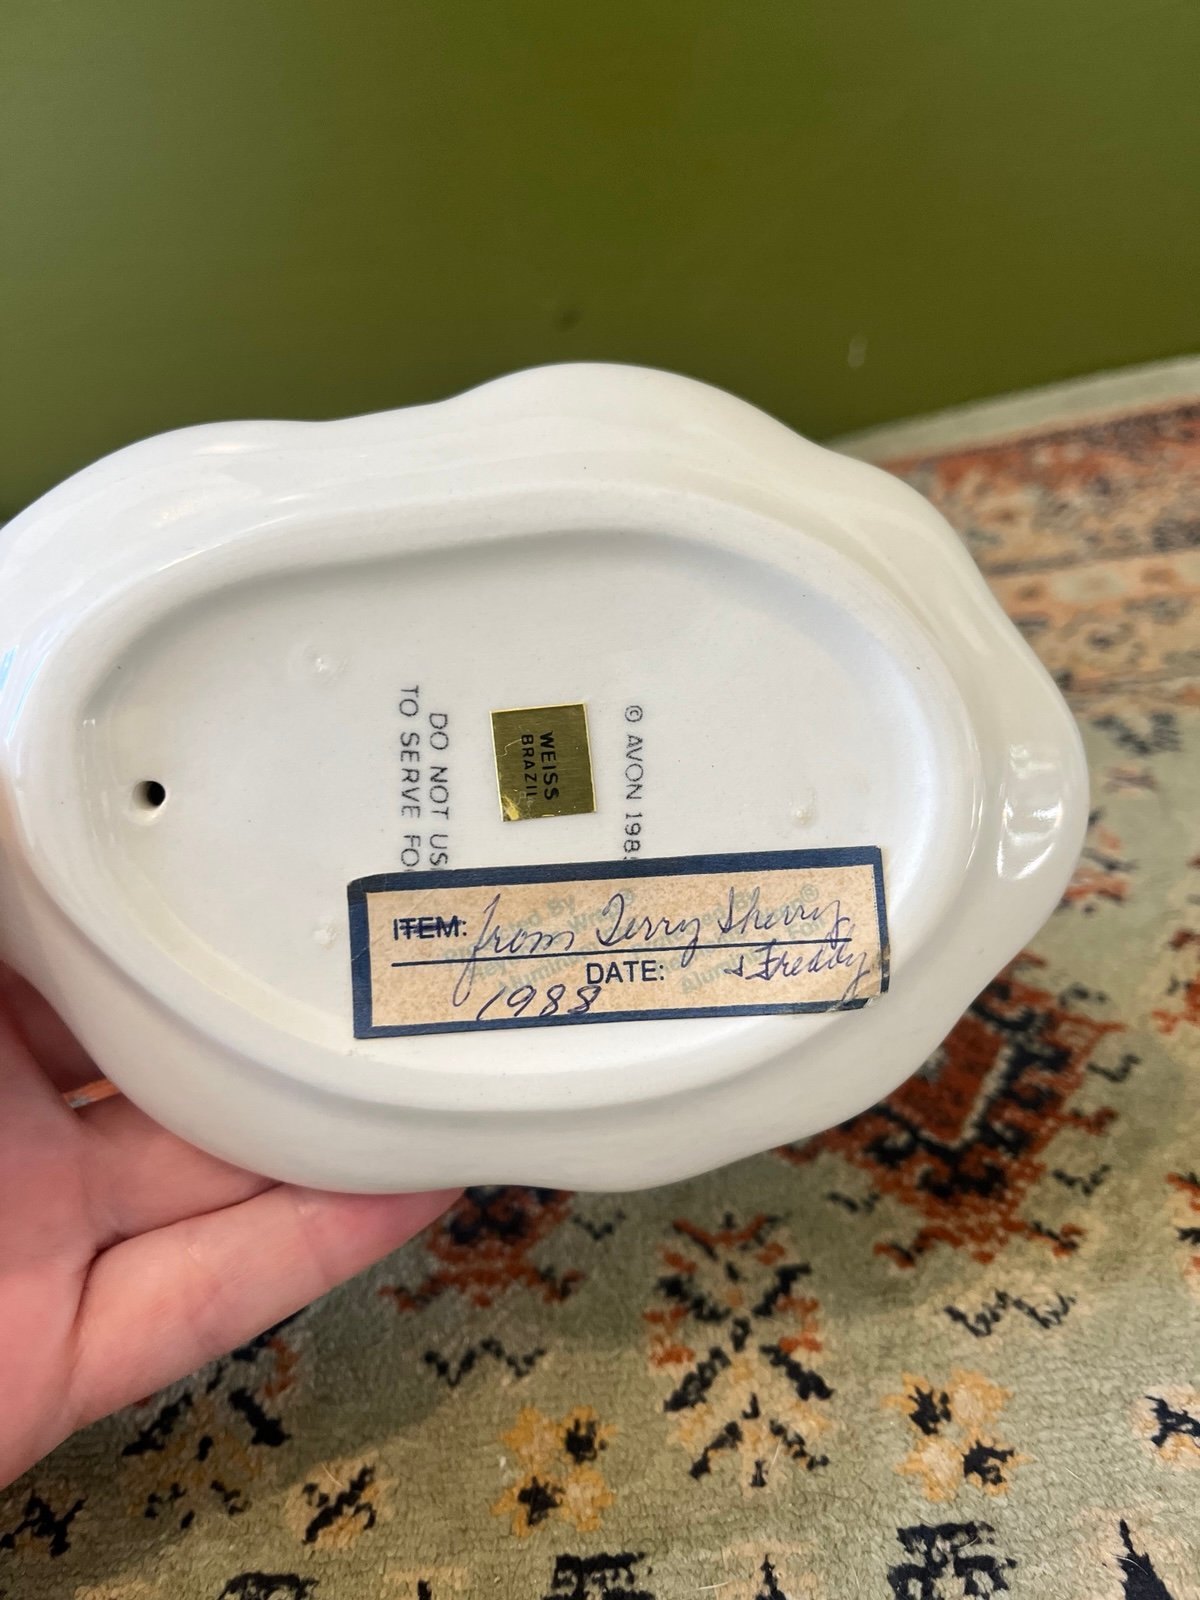 © AVON 198
WEISS
BRAZIL
DO NOT US
TO SERVE FO
ITEM: from Terry Sherry
DATE: & Freddy
1988